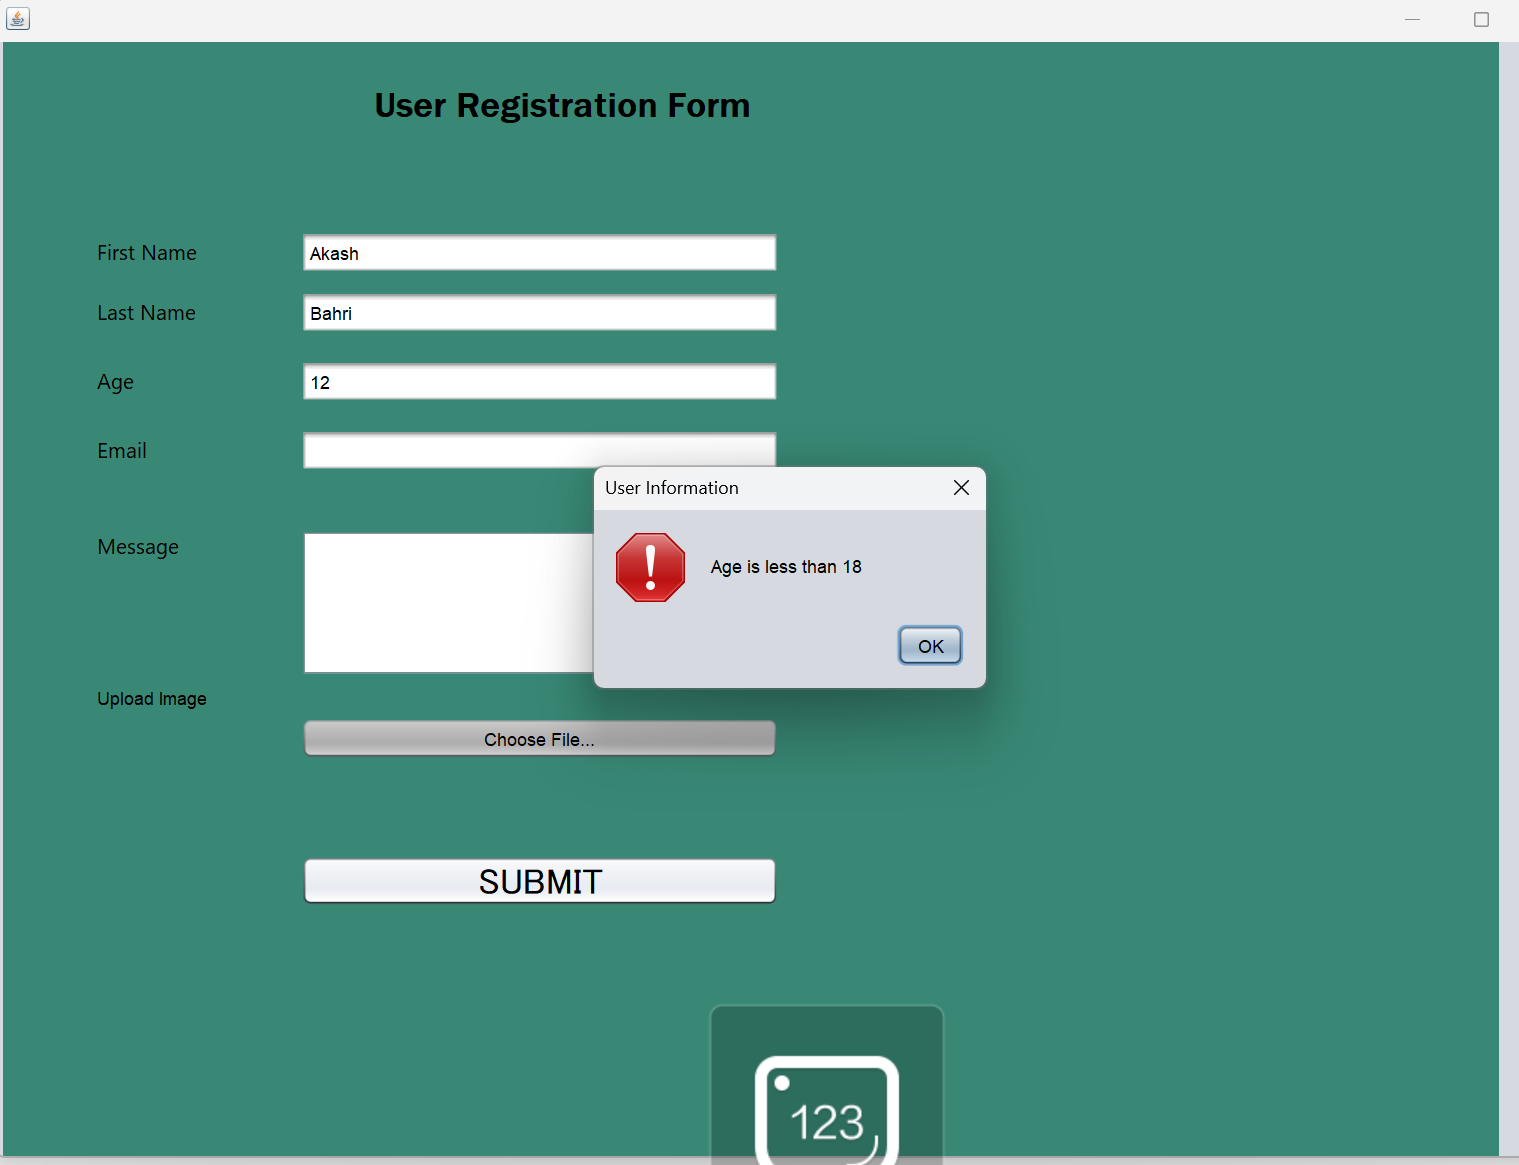 User Registration Form
First Name
Akash
Last Name
Bahri
Age
12
Email
User Information
Message
Age is less than 18
OK
Upload Image
Choose File...
SUBMIT
123